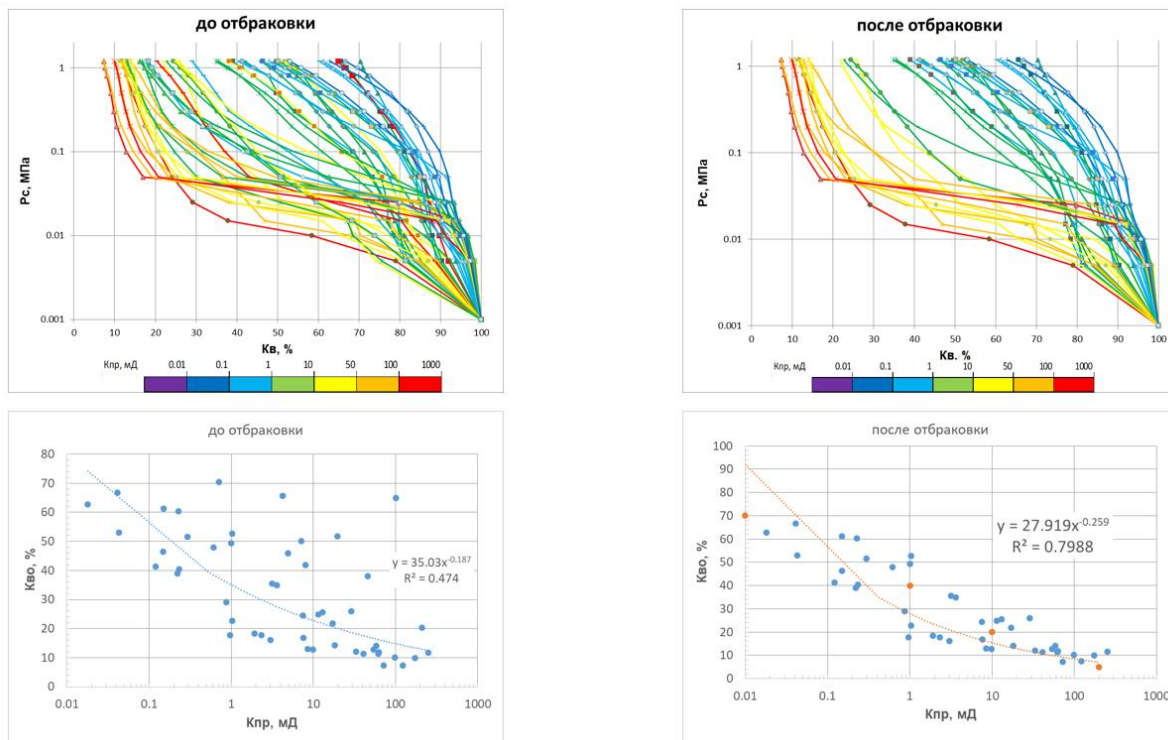 до отбраковки
1
0.1
0.01
0.001
Рс, МПа
0 10 20 30 40 50 60 70 80 90 100
Кв, %
Кпр, мД 0.01 0.1 1 10 50 100 1000
после отбраковки
1
0.1
0.01
0.001
Рс, МПа
0 10 20 30 40 50 60 70 80 90 100
Кв. %
Кпр, мД 0.01 0.1 1 10 50 100 1000
до отбраковки
80
70
60
50
40
30
20
10
0
Кво, %
y = 35.03x^-0.187
R² = 0.474
0.01 0.1 1 10 100 1000
Кпр, мД
после отбраковки
100
90
80
70
60
50
40
30
20
10
0
Кво, %
y = 27.919x^-0.259
R² = 0.7988
0.01 0.1 1 10 100 1000
Кпр, мД